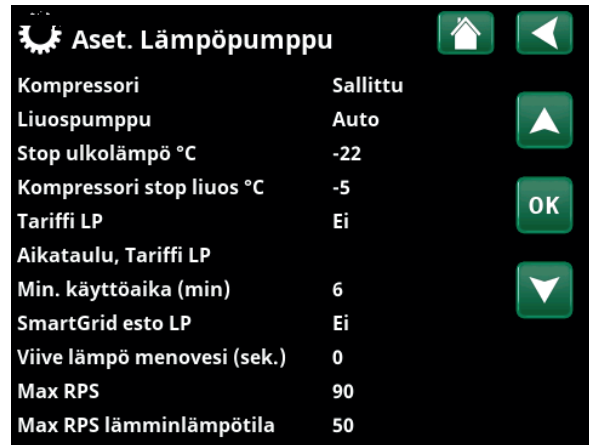 Aset. Lämpöpumppu
Kompressori Sallittu
Liuospumppu Auto
Stop ulkolämpö °C -22
Kompressori stop liuos °C -5
Tariffi LP Ei
OK
Aikataulu, Tariffi LP
Min. käyttöaika (min) 6
SmartGrid esto LP Ei
Viive lämpö menovesi (sek.) 0
Max RPS 90
Max RPS lämminlämpötila 50